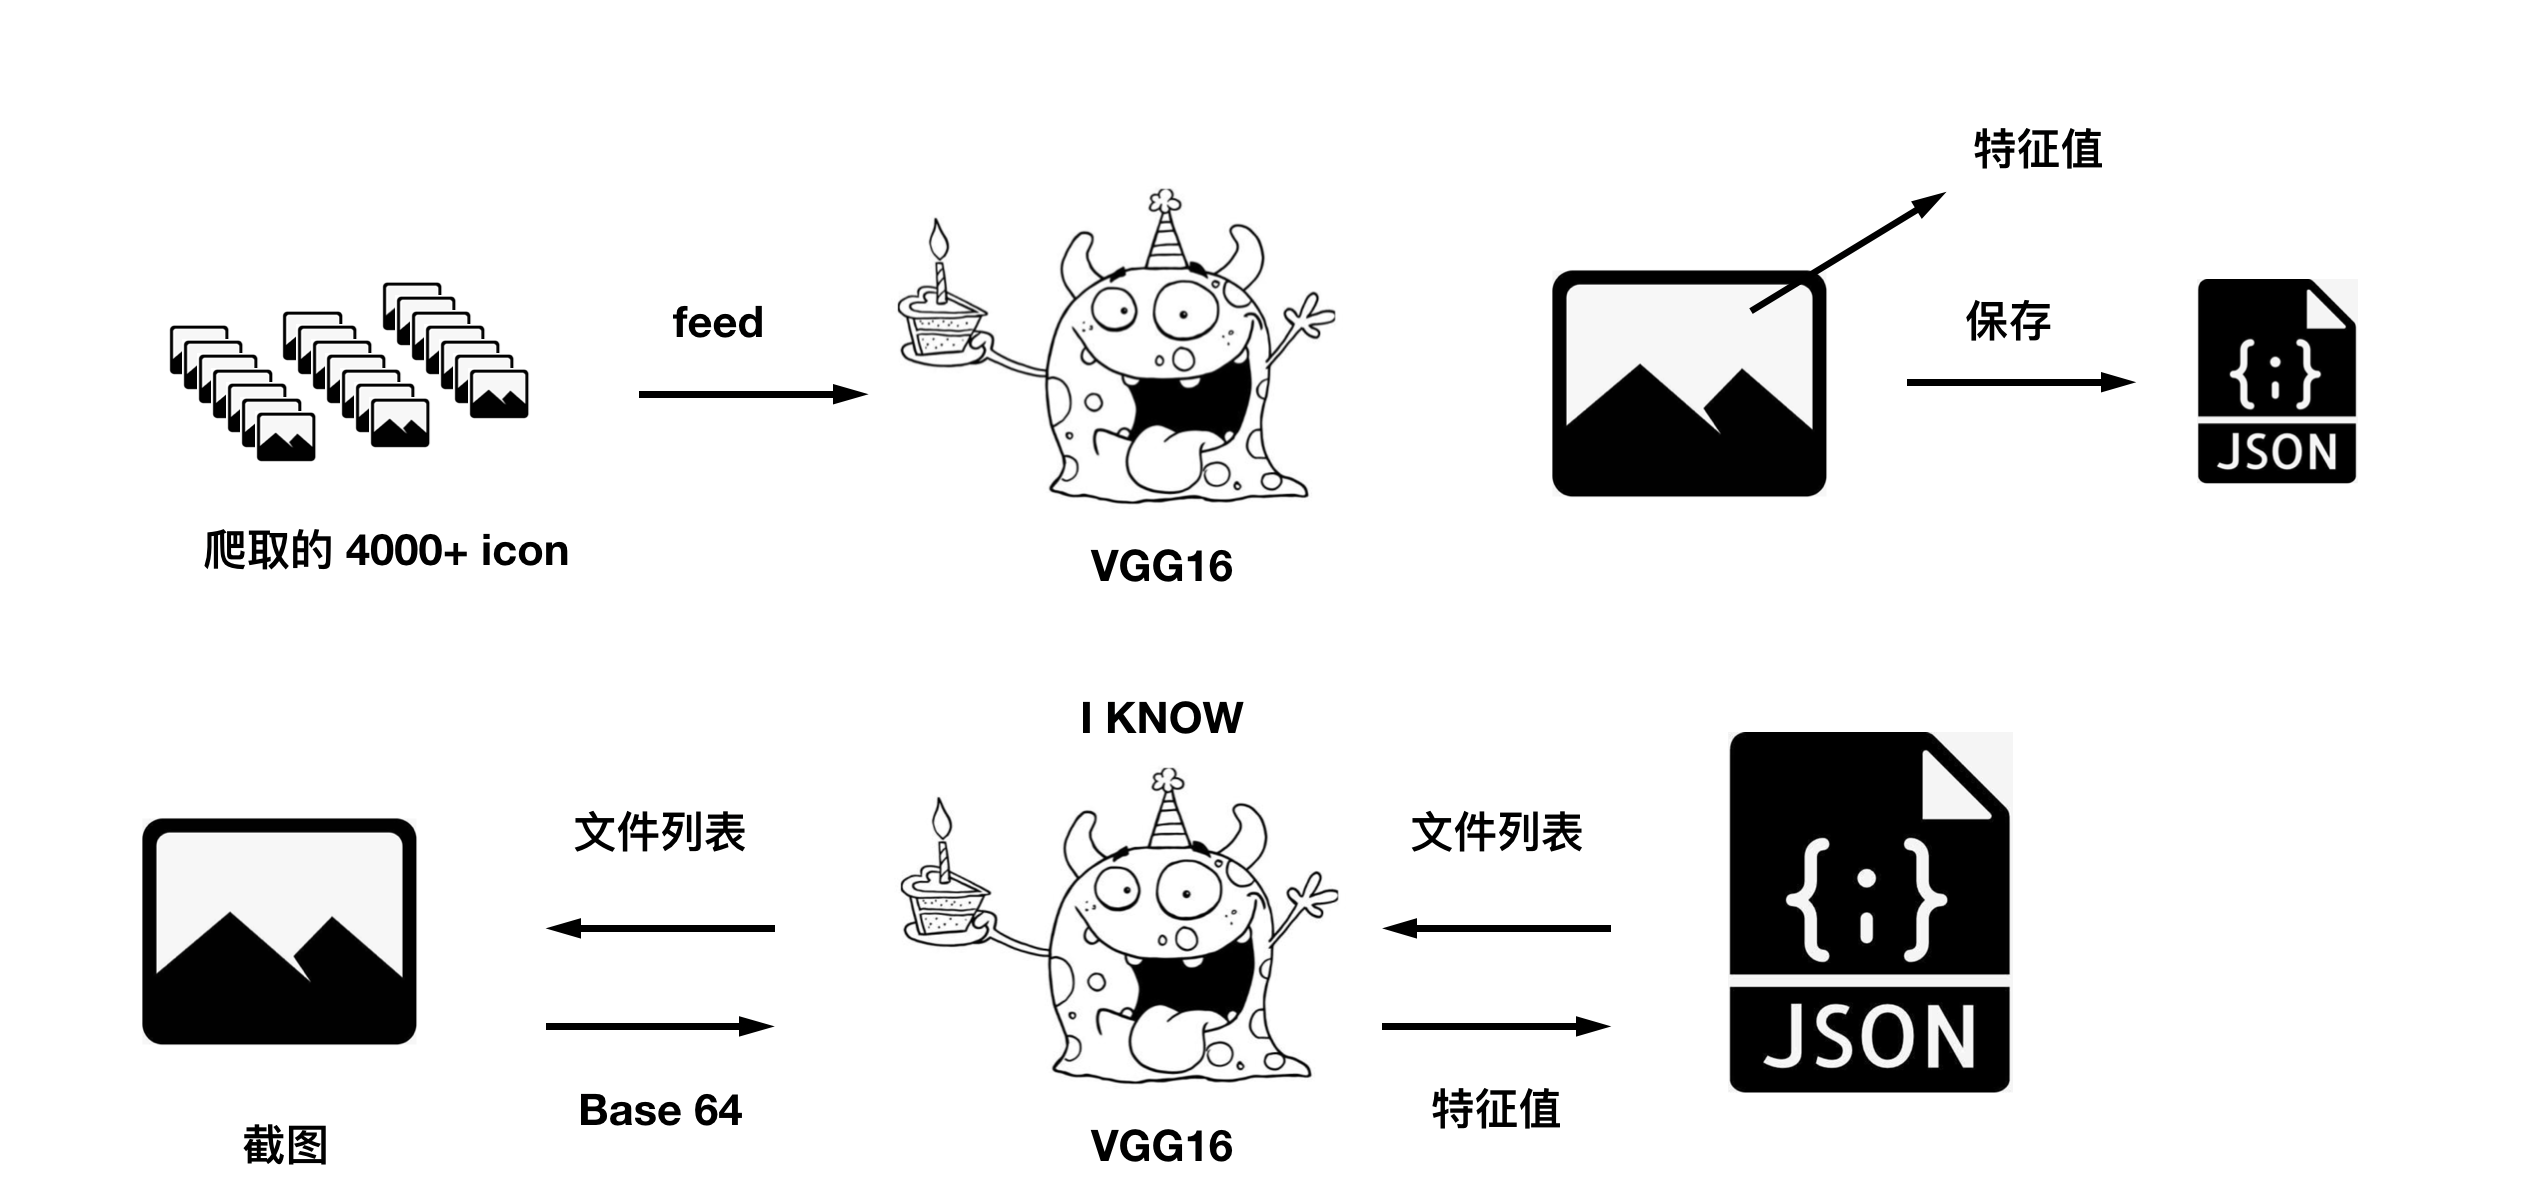 特征值
feed
保存
{;}
JSON
爬取的 4000+ icon
VGG16
I KNOW
文件列表
文件列表
{;}
JSON
Base 64
特征值
截图
VGG16